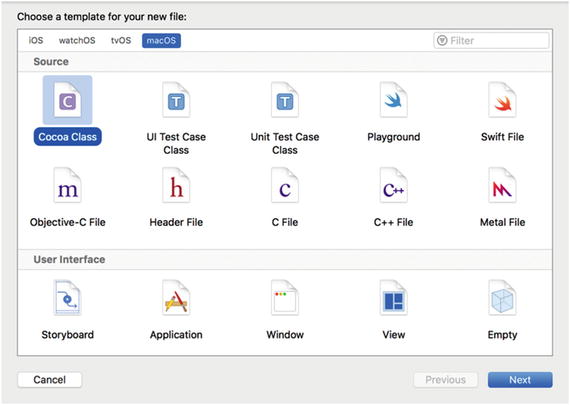 Choose a template for your new file:
iOS watchOS tvOS macOS Filter
Source
C T T
Cocoa Class UI Test Case Class Unit Test Case Class Playground Swift File
m h c C++
Objective-C File Header File C File C++ File Metal File
User Interface
Storyboard Application Window View Empty
Cancel Previous Next